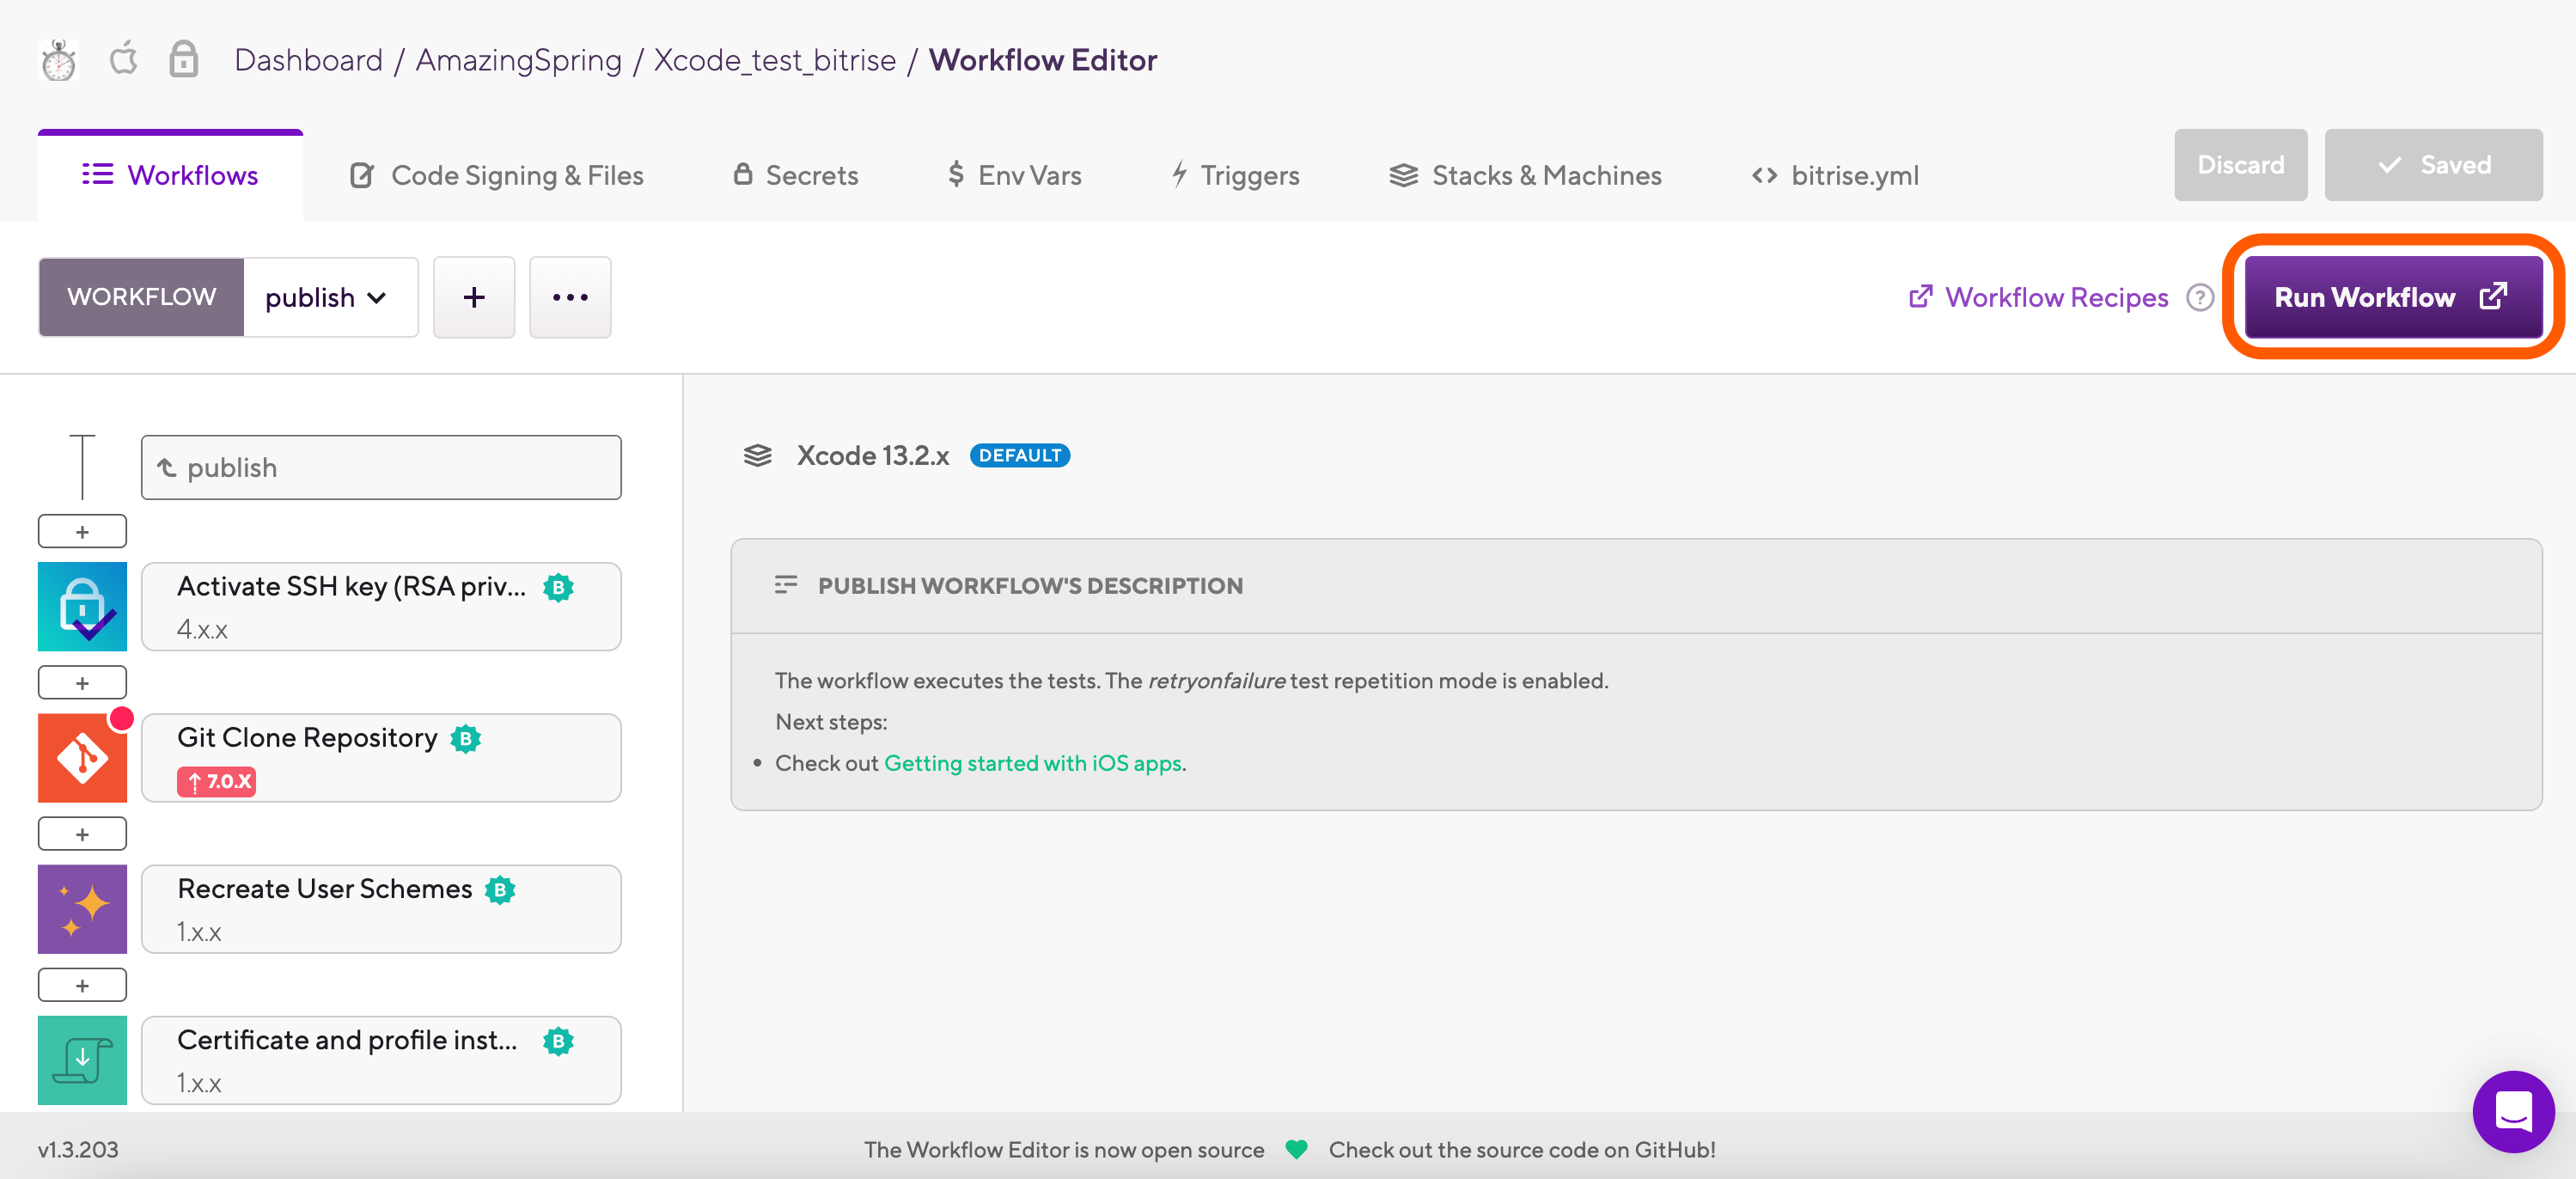 Dashboard / AmazingSpring / Xcode_test_bitrise / Workflow Editor
Workflows
Code Signing & Files
Secrets
$ Env Vars
Triggers
Stacks & Machines
<> bitrise.yml
Discard
Saved
WORKFLOW
publish
+
...
Workflow Recipes
?
Run Workflow
publish
+
Activate SSH key (RSA priv... B
4.x.x
+
Git Clone Repository B
7.0.X
+
Recreate User Schemes B
1.x.x
+
Certificate and profile inst... B
1.x.x
Xcode 13.2.x DEFAULT
PUBLISH WORKFLOW'S DESCRIPTION
The workflow executes the tests. The retryonfailure test repetition mode is enabled.
Next steps:
• Check out Getting started with iOS apps.
v1.3.203
The Workflow Editor is now open source
Check out the source code on GitHub!